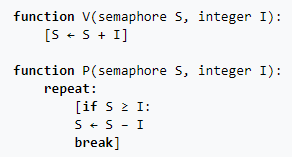 function V(semaphore S, integer I):
    [S ← S + I]

function P(semaphore S, integer I):
    repeat:
        [if S ≥ I:
        S ← S − I
        break]